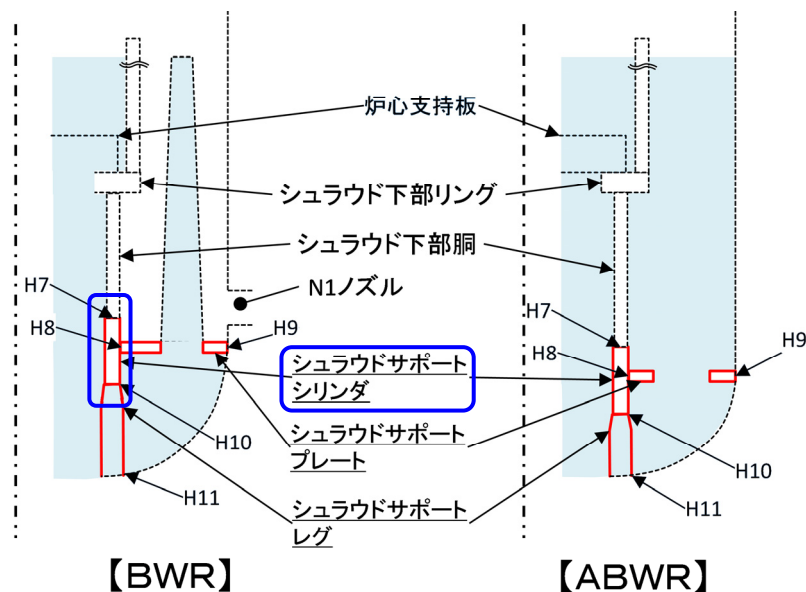 炉心支持板
シュラウド下部リング
シュラウド下部胴
H7
N1ノズル
H7
H8
H9
H8
H9
シュラウドサポート
シリンダ
シュラウドサポート
プレート
H10
H10
H11
シュラウドサポート
レグ
H11
【BWR】
【ABWR】